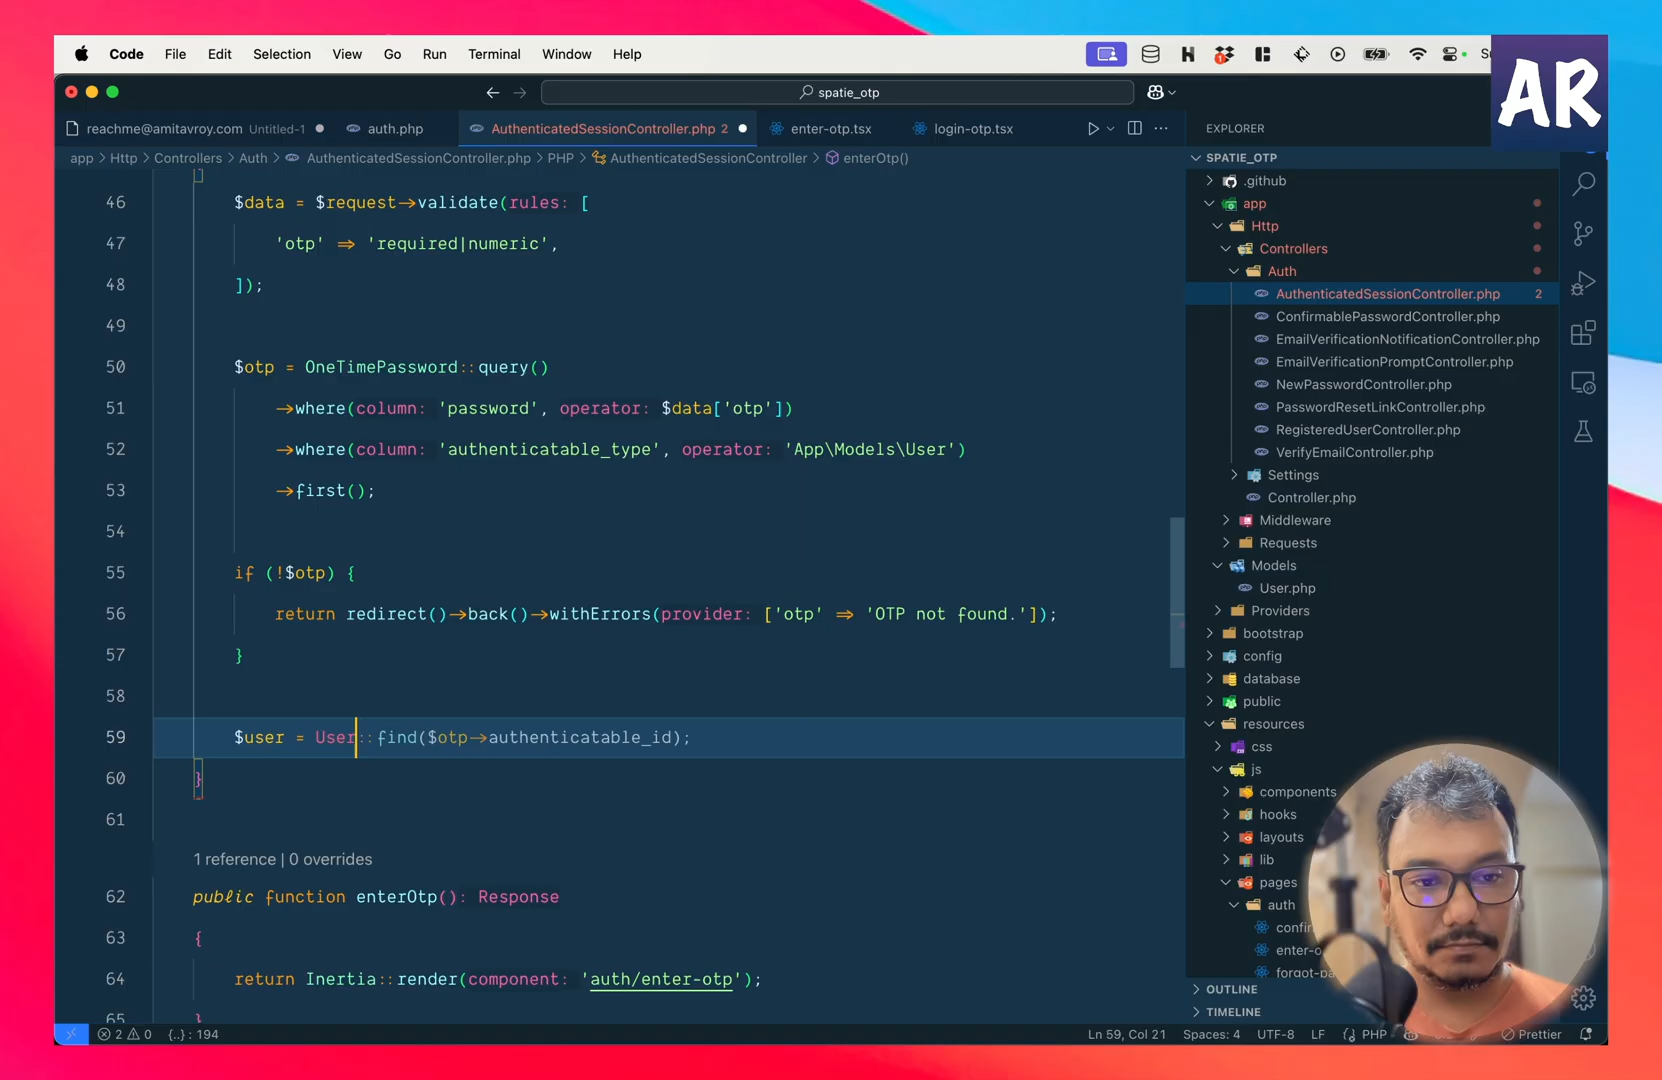 Code File Edit Selection View Go Run Terminal Window Help
AR
spatie_otp
reachme@amitavroy.com Untitled-1 auth.php AuthenticatedSessionController.php 2 enter-otp.tsx login-otp.tsx
EXPLORER
app > Http > Controllers > Auth > AuthenticatedSessionController.php > PHP > AuthenticatedSessionController > enterOtp()
46 $data = $request->validate(rules: [
47 'otp' => 'required|numeric',
48 ]);
49
50 $otp = OneTimePassword::query()
51 ->where(column: 'password', operator: $data['otp'])
52 ->where(column: 'authenticatable_type', operator: 'App\Models\User')
53 ->first();
54
55 if (!$otp) {
56 return redirect()->back()->withErrors(provider: ['otp' => 'OTP not found.']);
57 }
58
59 $user = User::find($otp->authenticatable_id);
60 }
61
1 reference | 0 overrides
62 public function enterOtp(): Response
63 {
64 return Inertia::render(component: 'auth/enter-otp');
65 }
SPATIE_OTP
.github
app
Http
Controllers
Auth
AuthenticatedSessionController.php 2
ConfirmablePasswordController.php
EmailVerificationNotificationController.php
EmailVerificationPromptController.php
NewPasswordController.php
PasswordResetLinkController.php
RegisteredUserController.php
VerifyEmailController.php
Settings
Controller.php
Middleware
Requests
Models
User.php
Providers
bootstrap
config
database
public
resources
css
js
components
hooks
layouts
lib
pages
auth
confir
enter-o
forgot-pa
OUTLINE
TIMELINE
2 0 {..} : 194 Ln 59, Col 21 Spaces: 4 UTF-8 LF PHP Prettier